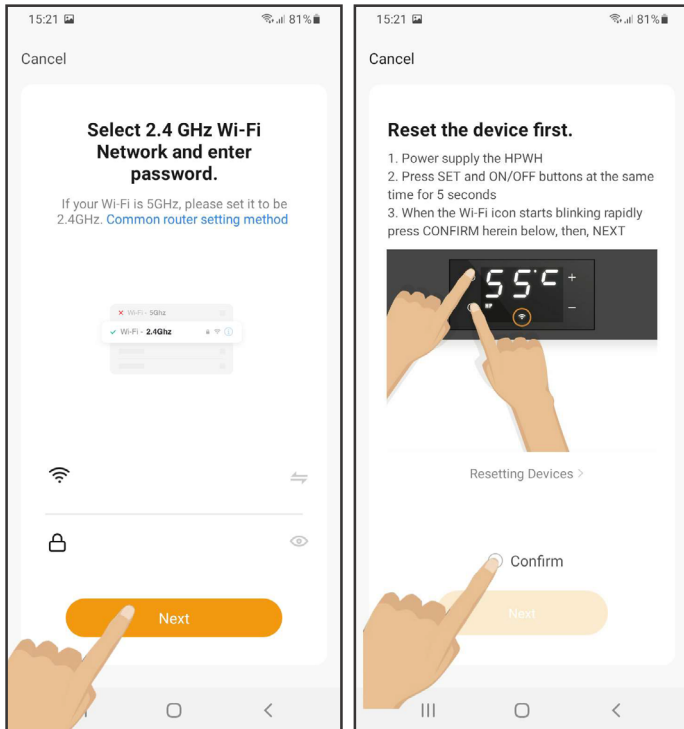 15:21
81%
Cancel
Select 2.4 GHz Wi-Fi
Network and enter
password.
If your Wi-Fi is 5GHz, please set it to be
2.4GHz. Common router setting method
Wi-Fi - 5Ghz
Wi-Fi - 2.4Ghz
Next
15:21
81%
Cancel
Reset the device first.
1. Power supply the HPWH
2. Press SET and ON/OFF buttons at the same
time for 5 seconds
3. When the Wi-Fi icon starts blinking rapidly
press CONFIRM herein below, then, NEXT
55°C +
HP −
Resetting Devices >
Confirm
Next